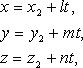 x = x₂ + lt,
y = y₂ + mt,
z = z₂ + nt,